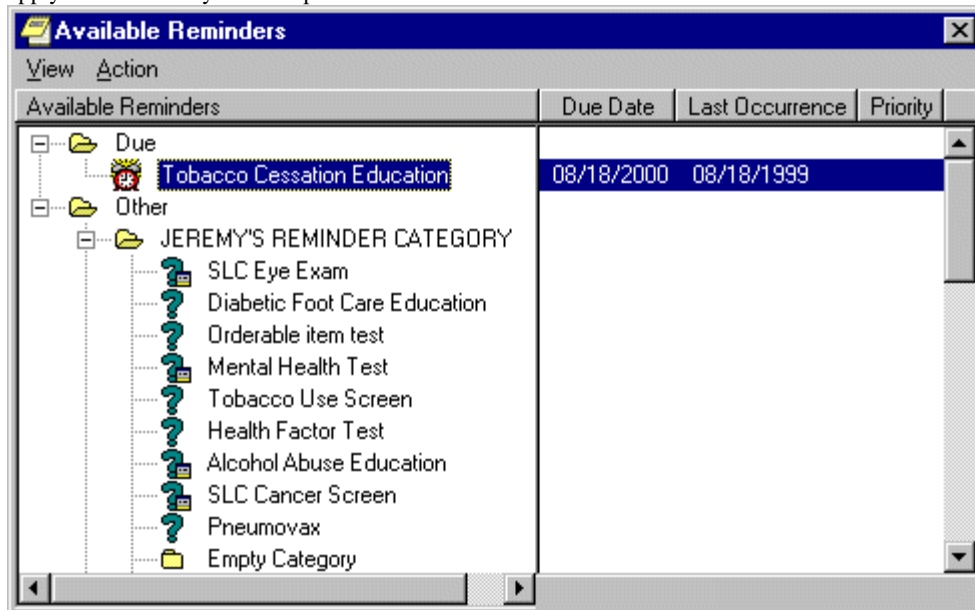 Available Reminders
View Action
Available Reminders Due Date Last Occurrence Priority
Due
Tobacco Cessation Education 08/18/2000 08/18/1999
Other
JEREMY'S REMINDER CATEGORY
SLC Eye Exam
Diabetic Foot Care Education
Orderable item test
Mental Health Test
Tobacco Use Screen
Health Factor Test
Alcohol Abuse Education
SLC Cancer Screen
Pneumovax
Empty Category